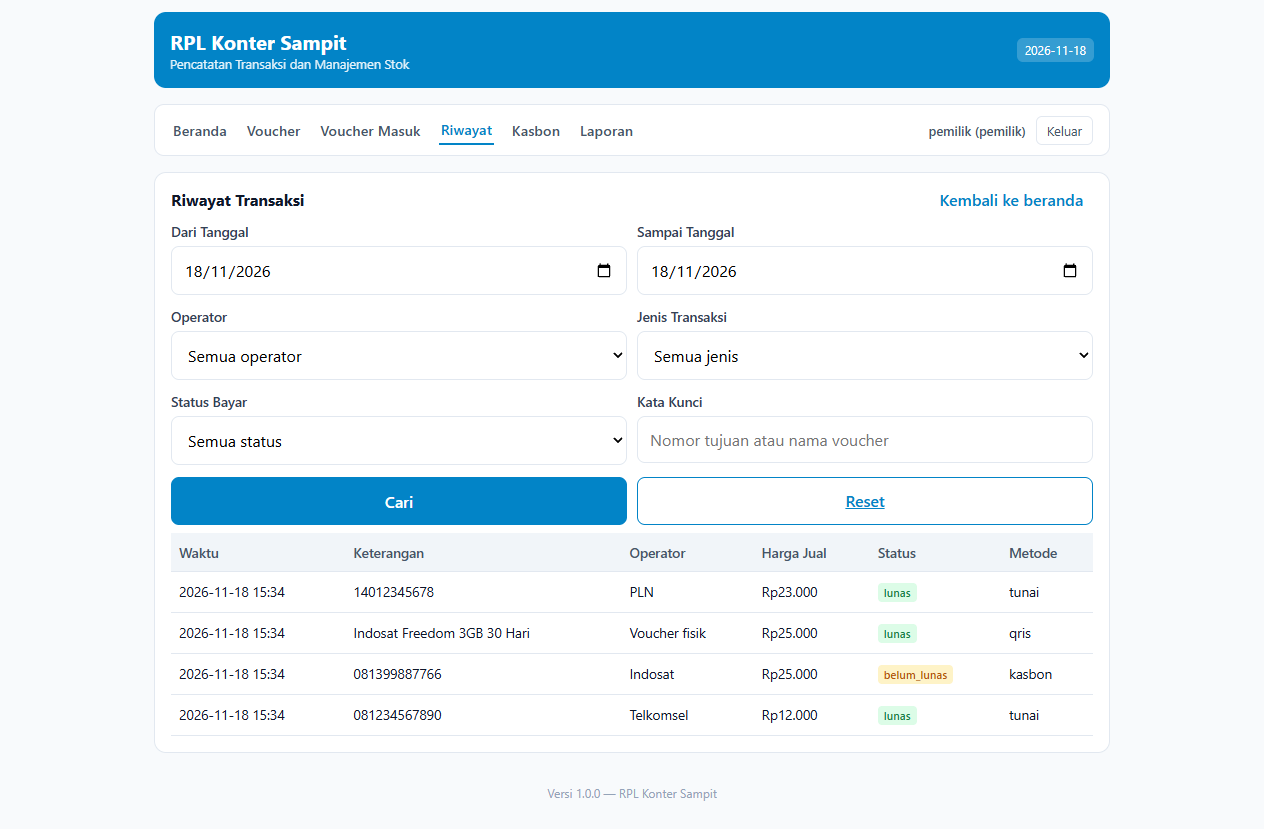 RPL Konter Sampit
Pencatatan Transaksi dan Manajemen Stok
2026-11-18
Beranda Voucher Voucher Masuk Riwayat Kasbon Laporan pemilik (pemilik) Keluar
Riwayat Transaksi Kembali ke beranda
Dari Tanggal Sampai Tanggal
18/11/2026 18/11/2026
Operator Jenis Transaksi
Semua operator Semua jenis
Status Bayar Kata Kunci
Semua status Nomor tujuan atau nama voucher
Cari Reset
Waktu Keterangan Operator Harga Jual Status Metode
2026-11-18 15:34 14012345678 PLN Rp23.000 lunas tunai
2026-11-18 15:34 Indosat Freedom 3GB 30 Hari Voucher fisik Rp25.000 lunas qris
2026-11-18 15:34 081399887766 Indosat Rp25.000 belum_lunas kasbon
2026-11-18 15:34 081234567890 Telkomsel Rp12.000 lunas tunai
Versi 1.0.0 — RPL Konter Sampit